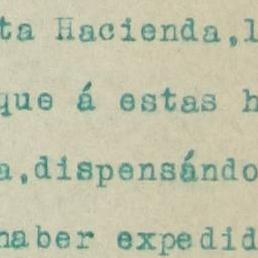 ta Hacienda,l
que á estas h
a,dispensándo
haber expedid